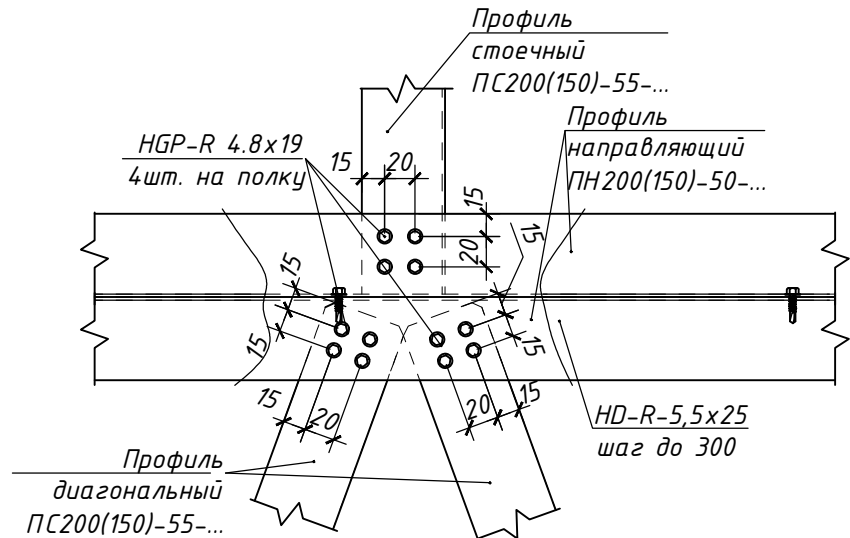 Профиль
стоечный
ПС200(150)-55-...
HGP-R 4.8x19
4шт. на полку
Профиль
направляющий
ПН200(150)-50-...
15
20
15
20
15
15
15
15
15
20
20
15
HD-R-5,5x25
шаг до 300
Профиль
диагональный
ПС200(150)-55-...